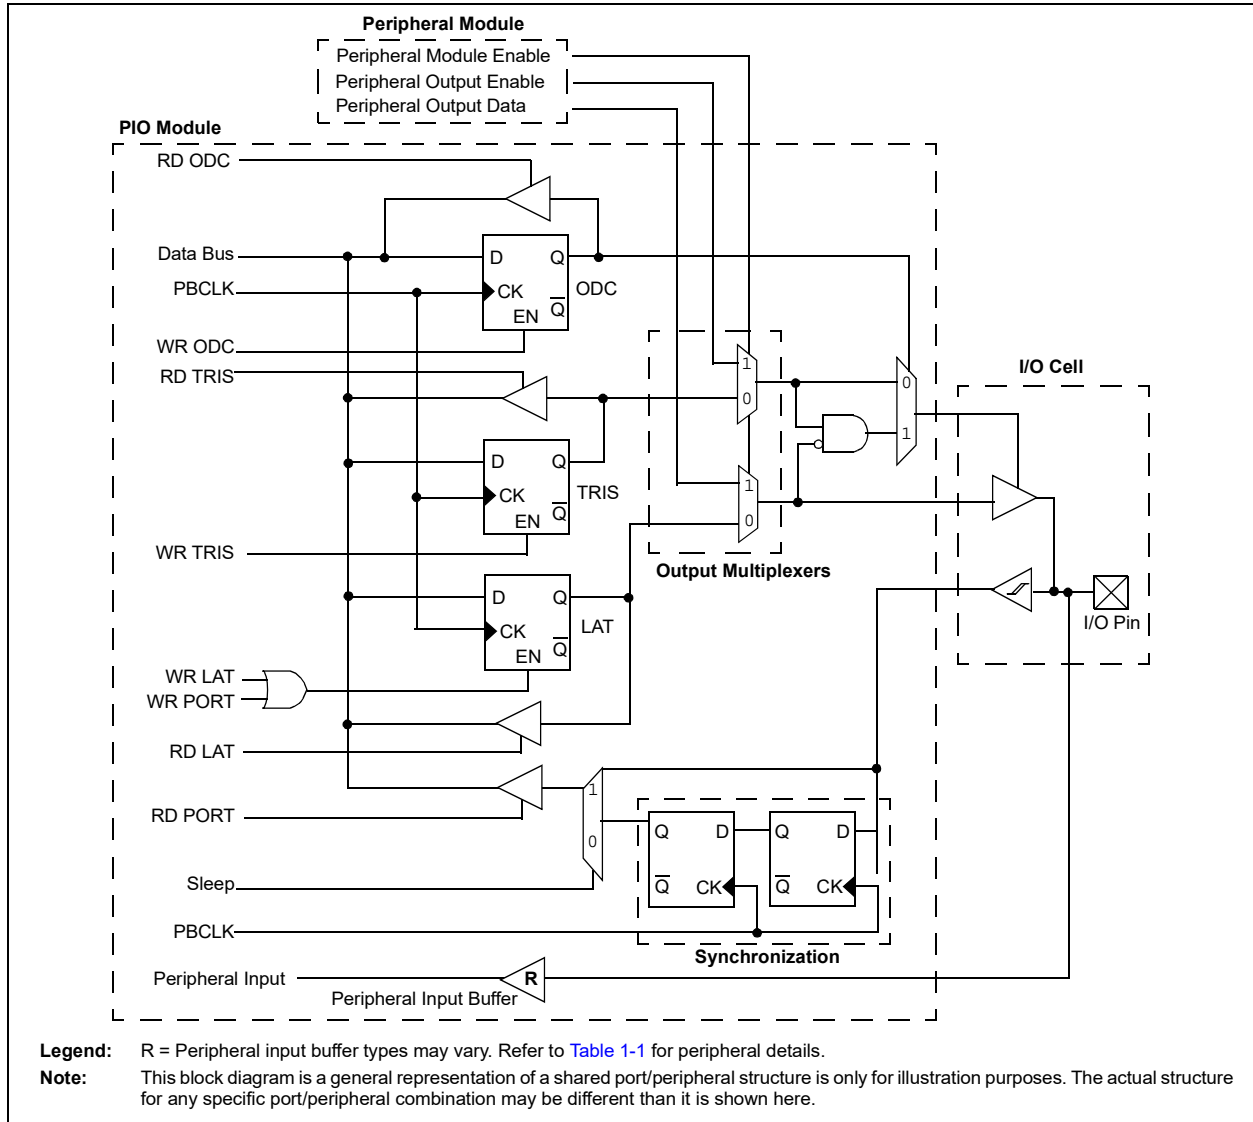 Peripheral Module
Peripheral Module Enable
Peripheral Output Enable
Peripheral Output Data
PIO Module
RD ODC
Data Bus
D Q
PBCLK
CK
ODC
EN Q
WR ODC
RD TRIS
1
0
I/O Cell
0
1
D Q
CK
TRIS
EN Q
1
0
WR TRIS
Output Multiplexers
D Q
CK
LAT
EN Q
I/O Pin
WR LAT
WR PORT
RD LAT
RD PORT
1
0
Q D
Q CK
Q D
Q CK
Sleep
PBCLK
Synchronization
Peripheral Input
R
Peripheral Input Buffer
Legend: R = Peripheral input buffer types may vary. Refer to Table 1-1 for peripheral details.
Note: This block diagram is a general representation of a shared port/peripheral structure is only for illustration purposes. The actual structure
for any specific port/peripheral combination may be different than it is shown here.